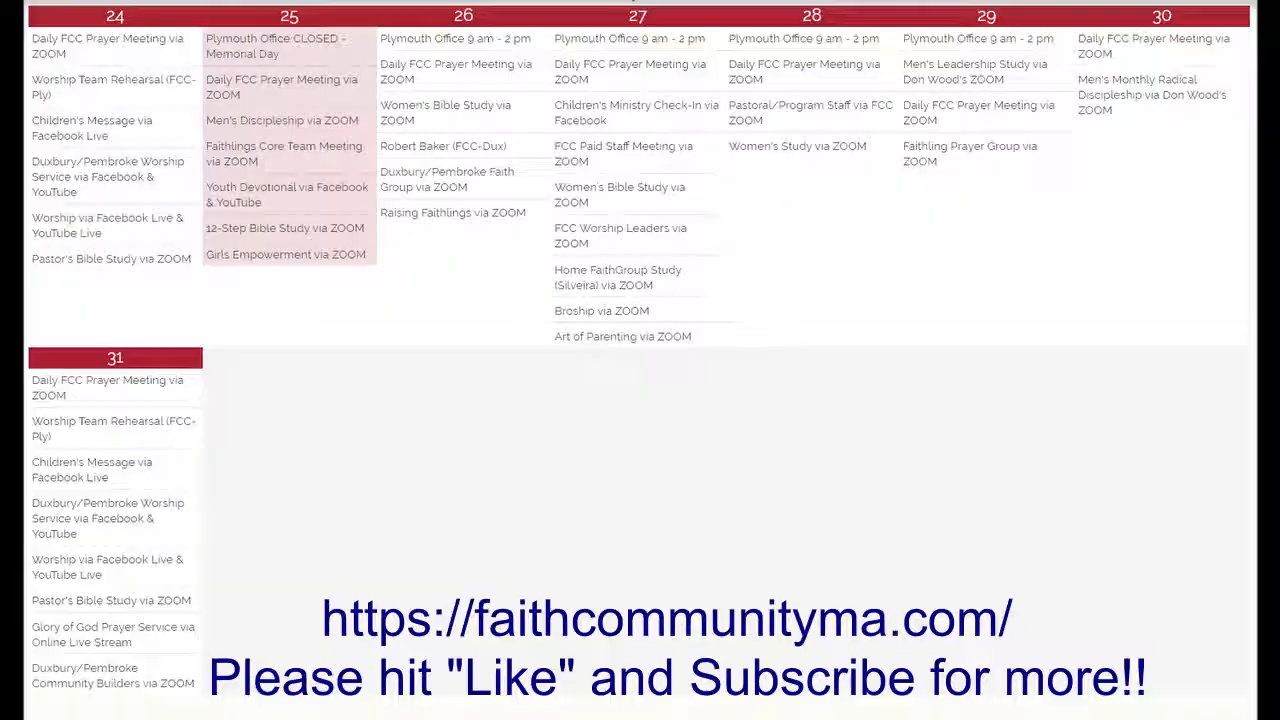 24
Daily FCC Prayer Meeting via
ZOOM
Worship Team Rehearsal (FCC-
Ply)
Children's Message via
Facebook Live
Duxbury/Pembroke Worship
Service via Facebook &
YouTube
Worship via Facebook Live &
YouTube Live
Pastor's Bible Study via ZOOM
25
Plymouth Office CLOSED -
Memorial Day
Daily FCC Prayer Meeting via
ZOOM
Men's Discipleship via ZOOM
Faithlings Core Team Meeting
via ZOOM
Youth Devotional via Facebook
& YouTube
12-Step Bible Study via ZOOM
Girls Empowerment via ZOOM
26
Plymouth Office 9 am - 2 pm
Daily FCC Prayer Meeting via
ZOOM
Women's Bible Study via
ZOOM
Robert Baker (FCC-Dux)
Duxbury/Pembroke Faith
Group via ZOOM
Raising Faithlings via ZOOM
27
Plymouth Office 9 am - 2 pm
Daily FCC Prayer Meeting via
ZOOM
Children's Ministry Check-In via
Facebook
FCC Paid Staff Meeting via
ZOOM
Women's Bible Study via
ZOOM
FCC Worship Leaders via
ZOOM
Home FaithGroup Study
(Silveira) via ZOOM
Broship via ZOOM
Art of Parenting via ZOOM
28
Plymouth Office 9 am - 2 pm
Daily FCC Prayer Meeting via
ZOOM
Pastoral/Program Staff via FCC
ZOOM
Women's Study via ZOOM
29
Plymouth Office 9 am - 2 pm
Men's Leadership Study via
Don Wood's ZOOM
Daily FCC Prayer Meeting via
ZOOM
Faithling Prayer Group via
ZOOM
30
Daily FCC Prayer Meeting via
ZOOM
Men's Monthly Radical
Discipleship via Don Wood's
ZOOM
31
Daily FCC Prayer Meeting via
ZOOM
Worship Team Rehearsal (FCC-
Ply)
Children's Message via
Facebook Live
Duxbury/Pembroke Worship
Service via Facebook &
YouTube
Worship via Facebook Live &
YouTube Live
Pastor's Bible Study via ZOOM
Glory of God Prayer Service via
Online Live Stream
Duxbury/Pembroke
Community Builders via ZOOM
https://faithcommunityma.com/
Please hit "Like" and Subscribe for more!!